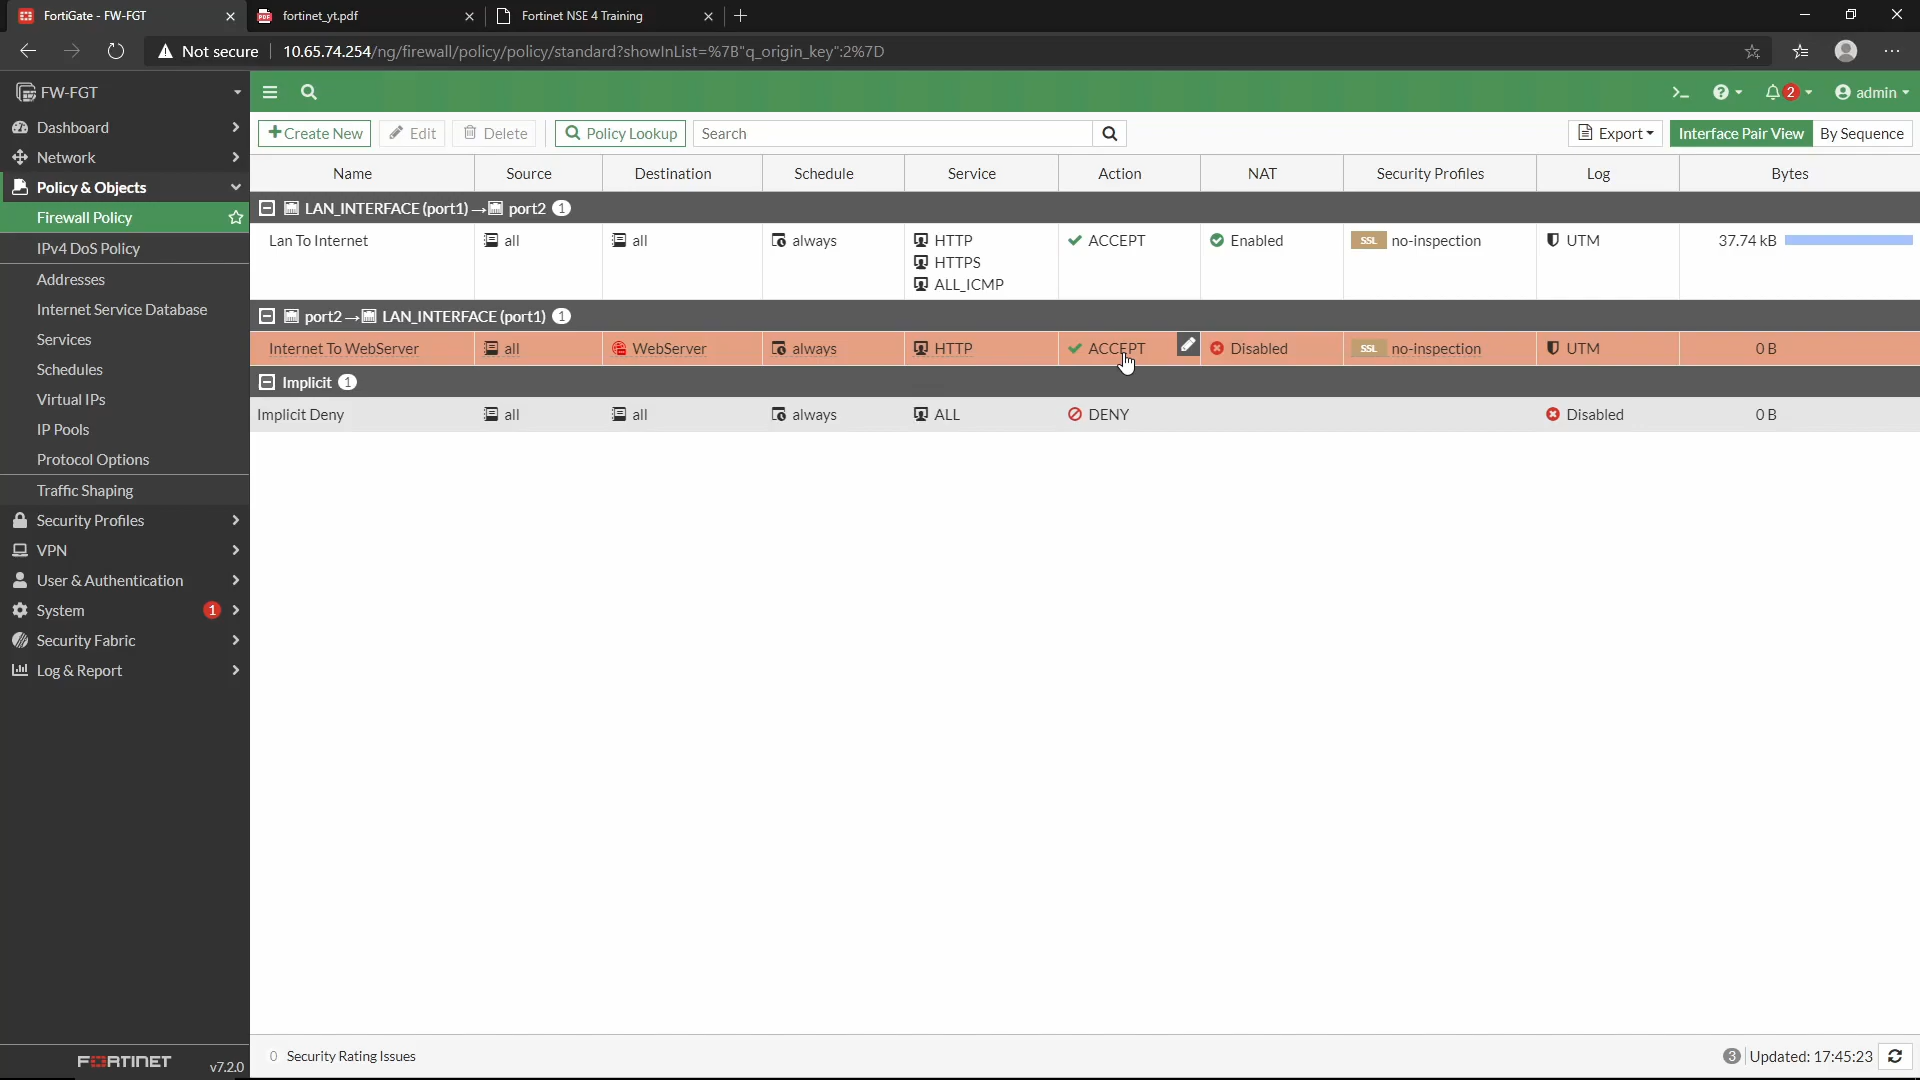 FortiGate - FW-FGT
fortinet_yt.pdf
Fortinet NSE 4 Training
Not secure
10.65.74.254/ng/firewall/policy/policy/standard?showInList=%7B"q_origin_key":2%7D
FW-FGT
>_ ? 2 admin
Dashboard
Network
Policy & Objects
Firewall Policy
IPv4 DoS Policy
Addresses
Internet Service Database
Services
Schedules
Virtual IPs
IP Pools
Protocol Options
Traffic Shaping
Security Profiles
VPN
User & Authentication
System 1
Security Fabric
Log & Report
FORTINET v7.2.0
+Create New Edit Delete Policy Lookup Search Export Interface Pair View By Sequence
Name Source Destination Schedule Service Action NAT Security Profiles Log Bytes
LAN_INTERFACE (port1) → port2 1
Lan To Internet all all always HTTP ACCEPT Enabled SSL no-inspection UTM 37.74 kB
HTTPS
ALL_ICMP
port2 → LAN_INTERFACE (port1) 1
Internet To WebServer all WebServer always HTTP ACCEPT Disabled SSL no-inspection UTM 0 B
Implicit 1
Implicit Deny all all always ALL DENY Disabled 0 B
0 Security Rating Issues
3 Updated: 17:45:23